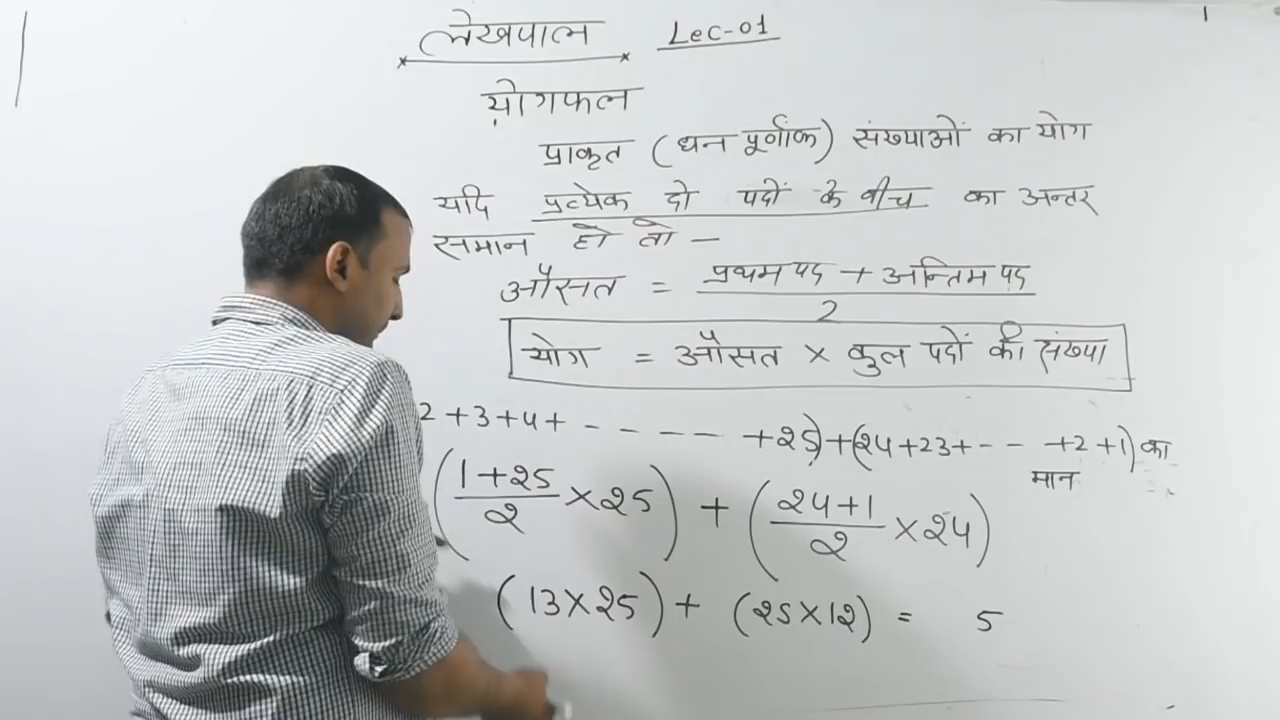 लेखपाल Lec-01
योगफल
प्राकृत (धन पूर्णांक) संख्याओं का योग
यदि प्रत्येक दो पदों के बीच का अन्तर
समान हो तो —
औसत = प्रथम पद + अन्तिम पद
2
योग = औसत × कुल पदों की संख्या
2 + 3 + 4 + - - - - - + 25) + (24 + 23 + - - - + 2 + 1) का
मान
(1 + 25 / 2 × 25) + (24 + 1 / 2 × 24)
(13 × 25) + (25 × 12) = 5